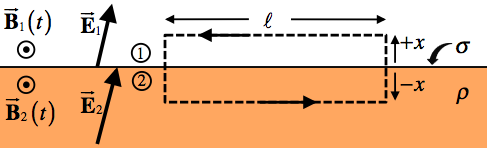 B⃗₁(t) E⃗₁ ℓ
① +x σ
② −x ρ
B⃗₂(t) E⃗₂